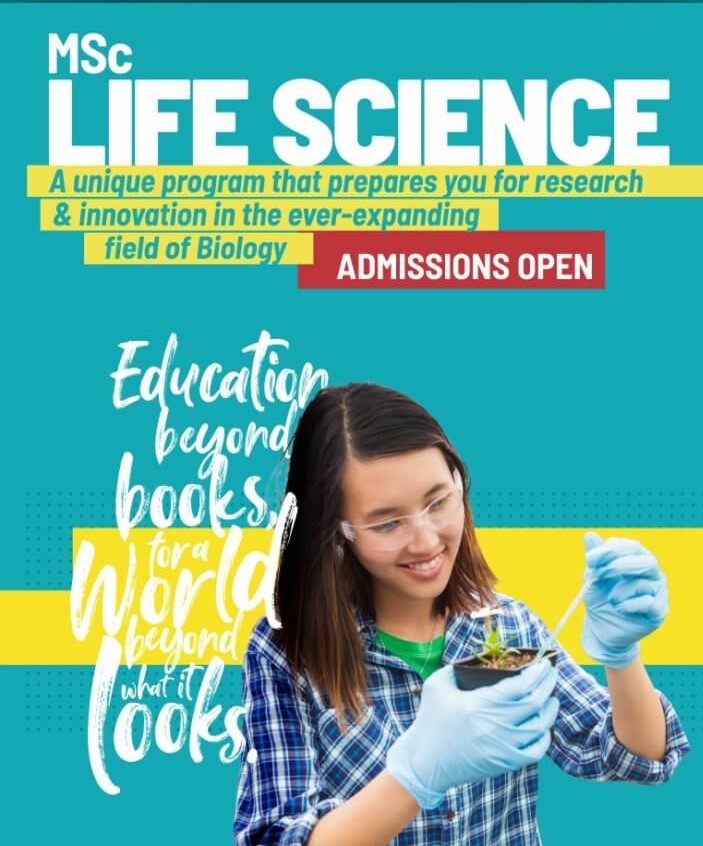 MSc
LIFE SCIENCE
A unique program that prepares you for research
& innovation in the ever-expanding
field of Biology
ADMISSIONS OPEN
Education
beyond
books,
for a
World
beyond
what it
looks.